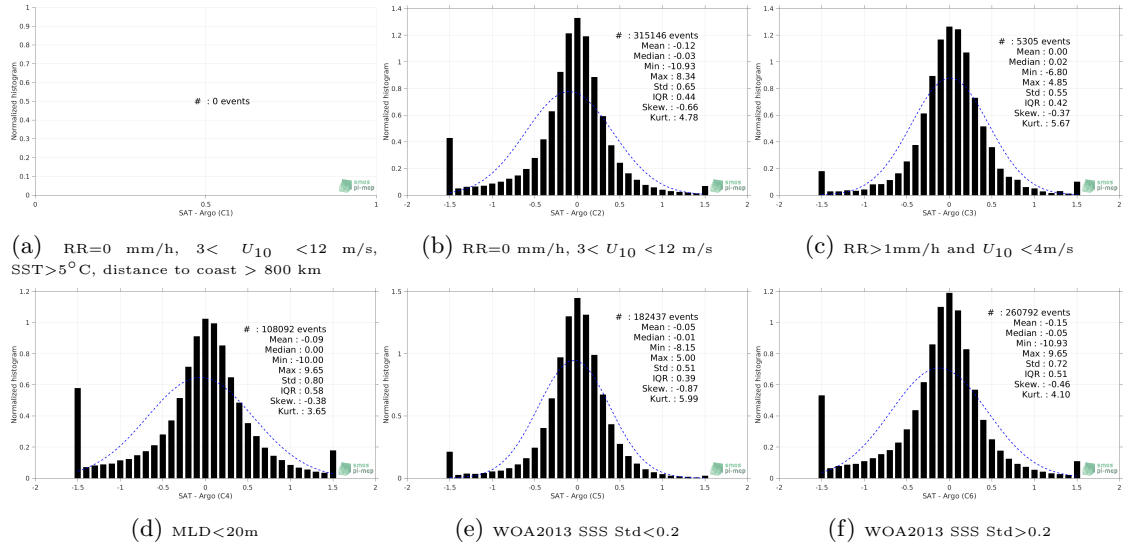 Normalized histogram
1
0.9
0.8
0.7
0.6
0.5
0.4
0.3
0.2
0.1
0
# : 0 events
0 0.5 1
SAT - Argo (C1)
smos
pi-mep
(a) RR=0 mm/h, 3< U10 <12 m/s,
SST>5°C, distance to coast > 800 km
Normalized histogram
1.4
1.2
1
0.8
0.6
0.4
0.2
0
# : 315146 events
Mean : -0.12
Median : -0.03
Min : -10.93
Max : 8.34
Std : 0.65
IQR : 0.44
Skew. : -0.66
Kurt. : 4.78
-2 -1.5 -1 -0.5 0 0.5 1 1.5 2
SAT - Argo (C2)
smos
pi-mep
(b) RR=0 mm/h, 3< U10 <12 m/s
Normalized histogram
1.4
1.2
1
0.8
0.6
0.4
0.2
0
# : 5305 events
Mean : 0.00
Median : 0.02
Min : -6.80
Max : 4.85
Std : 0.55
IQR : 0.42
Skew. : -0.37
Kurt. : 5.67
-2 -1.5 -1 -0.5 0 0.5 1 1.5 2
SAT - Argo (C3)
smos
pi-mep
(c) RR>1mm/h and U10 <4m/s
Normalized histogram
1.2
1
0.8
0.6
0.4
0.2
0
# : 108092 events
Mean : -0.09
Median : 0.00
Min : -10.00
Max : 9.65
Std : 0.80
IQR : 0.58
Skew. : -0.38
Kurt. : 3.65
-2 -1.5 -1 -0.5 0 0.5 1 1.5 2
SAT - Argo (C4)
smos
pi-mep
(d) MLD<20m
Normalized histogram
1.5
1
0.5
0
# : 182437 events
Mean : -0.05
Median : -0.01
Min : -8.15
Max : 5.00
Std : 0.51
IQR : 0.39
Skew. : -0.87
Kurt. : 5.99
-2 -1.5 -1 -0.5 0 0.5 1 1.5 2
SAT - Argo (C5)
smos
pi-mep
(e) WOA2013 SSS Std<0.2
Normalized histogram
1.2
1
0.8
0.6
0.4
0.2
0
# : 260792 events
Mean : -0.15
Median : -0.05
Min : -10.93
Max : 9.65
Std : 0.72
IQR : 0.51
Skew. : -0.46
Kurt. : 4.10
-2 -1.5 -1 -0.5 0 0.5 1 1.5 2
SAT - Argo (C6)
smos
pi-mep
(f) WOA2013 SSS Std>0.2